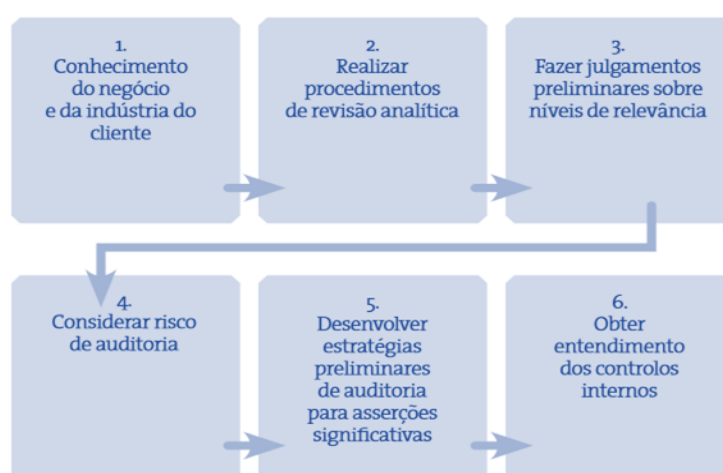 1.
Conhecimento
do negócio
e da indústria do
cliente
2.
Realizar
procedimentos
de revisão analítica
3.
Fazer julgamentos
preliminares sobre
níveis de relevância
4.
Considerar risco
de auditoria
5.
Desenvolver
estratégias
preliminares
de auditoria
para asserções
significativas
6.
Obter
entendimento
dos controlos
internos